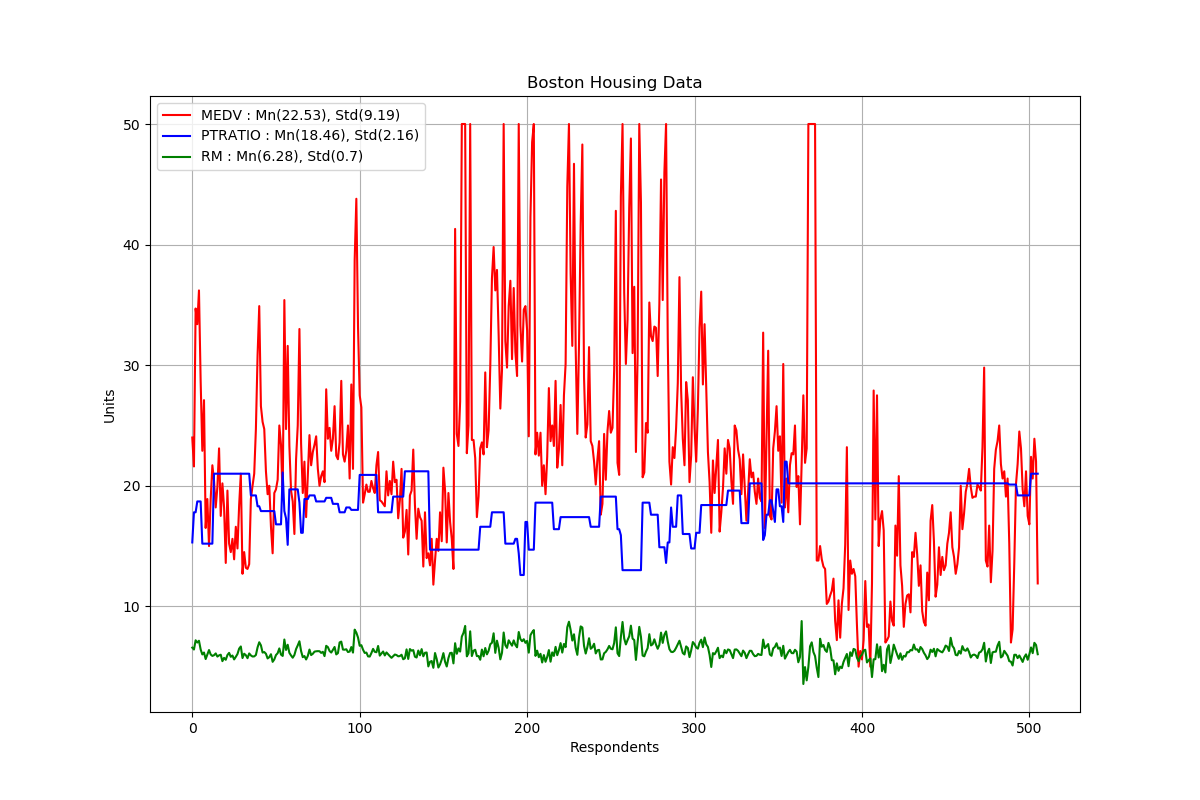 Boston Housing Data
MEDV : Mn(22.53), Std(9.19)
PTRATIO : Mn(18.46), Std(2.16)
RM : Mn(6.28), Std(0.7)
50
40
30
20
10
Units
0 100 200 300 400 500
Respondents